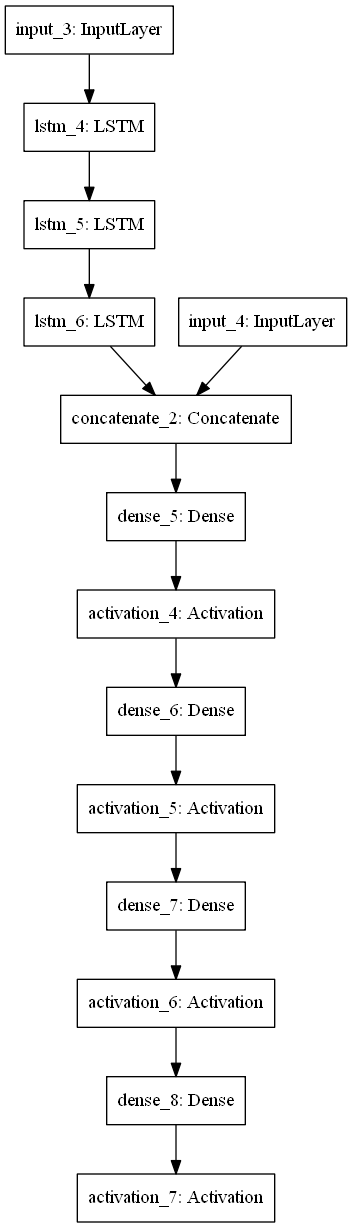 input_3: InputLayer
lstm_4: LSTM
lstm_5: LSTM
lstm_6: LSTM
input_4: InputLayer
concatenate_2: Concatenate
dense_5: Dense
activation_4: Activation
dense_6: Dense
activation_5: Activation
dense_7: Dense
activation_6: Activation
dense_8: Dense
activation_7: Activation